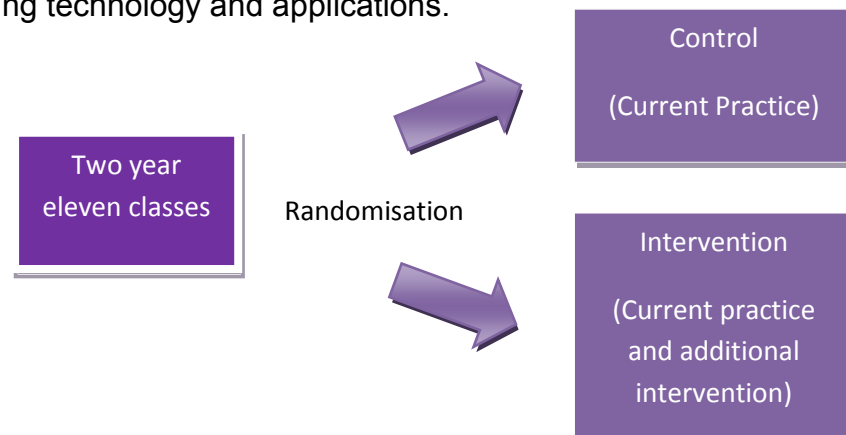 ng technology and applications.
Control
(Current Practice)
Two year
eleven classes
Randomisation
Intervention
(Current practice
and additional
intervention)